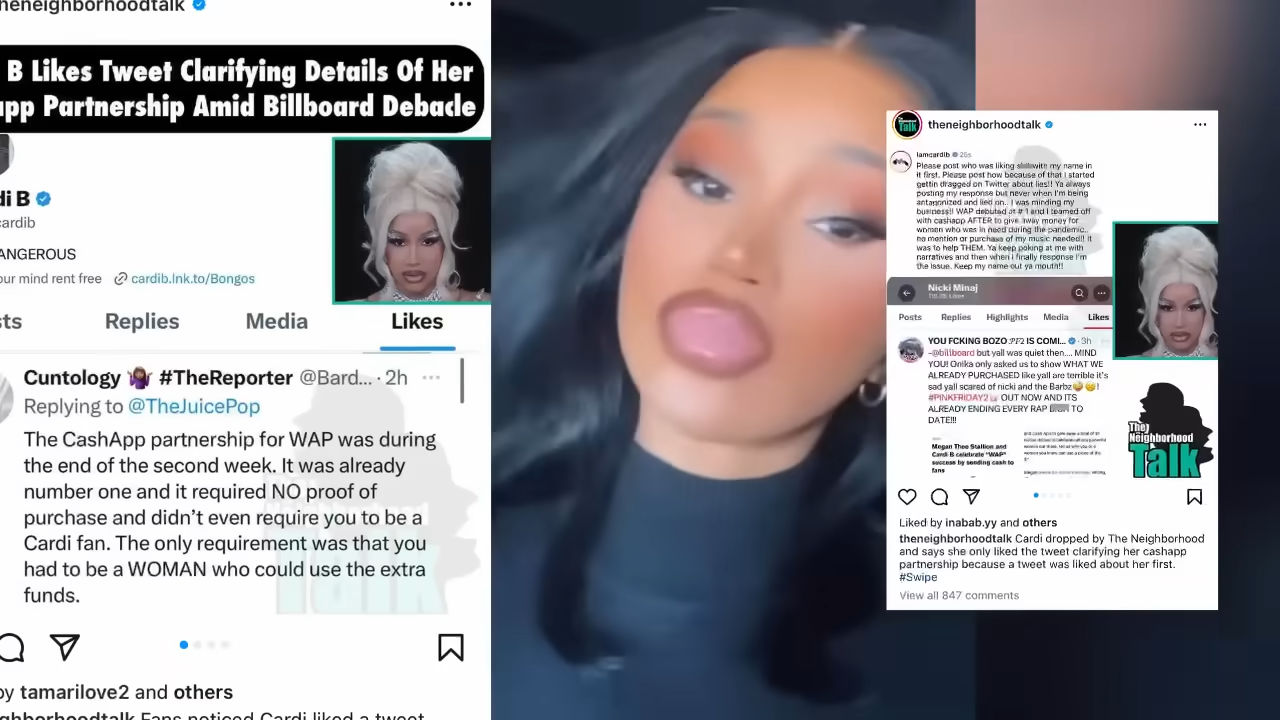 heneighborhoodtalk
B Likes Tweet Clarifying Details Of Her
app Partnership Amid Billboard Debacle
di B
cardib
ANGEROUS
our mind rent free cardib.lnk.to/Bongos
sts Replies Media Likes
Cuntology #TheReporter @Bard... · 2h
Replying to @TheJuicePop
The CashApp partnership for WAP was during
the end of the second week. It was already
number one and it required NO proof of
purchase and didn’t even require you to be a
Cardi fan. The only requirement was that you
had to be a WOMAN who could use the extra
funds.
by tamarilove2 and others
ighborhoodtalk Fans noticed Cardi liked a tweet
theneighborhoodtalk
iamcardib 25s
Please post who was liking with my name in
it first. Please post how because of that I started
gettin dragged on Twitter about lies!! Ya always
posting my response but never when I'm being
antagonized and lied on.. I was minding my
business!! WAP debuted at # 1 and I teamed off
with cashapp AFTER to give away money for
women who was in need during the pandemic..
no mention or purchase of my music needed!! It
was to help THEM. Ya keep poking at me with
narratives and then when i finally response I'm
the issue. Keep my name out ya mouth!!
Nicki Minaj
Posts Replies Highlights Media Likes
YOU FCKING BOZO PF2 IS COMI... · 3h
-@billboard but yall was quiet then.... MIND
YOU! Onika only asked us to show WHAT WE
ALREADY PURCHASED like yall are terrible it's
sad yall scared of nicki and the Barbz !
#PINKFRIDAY2 OUT NOW AND ITS
ALREADY ENDING EVERY RAP TO
DATE!!!
Megan Thee Stallion and
Cardi B celebrate "WAP"
success by sending cash to
fans
The
Neighborhood
Talk
Liked by inabab.yy and others
theneighborhoodtalk Cardi dropped by The Neighborhood
and says she only liked the tweet clarifying her cashapp
partnership because a tweet was liked about her first.
#Swipe
View all 847 comments